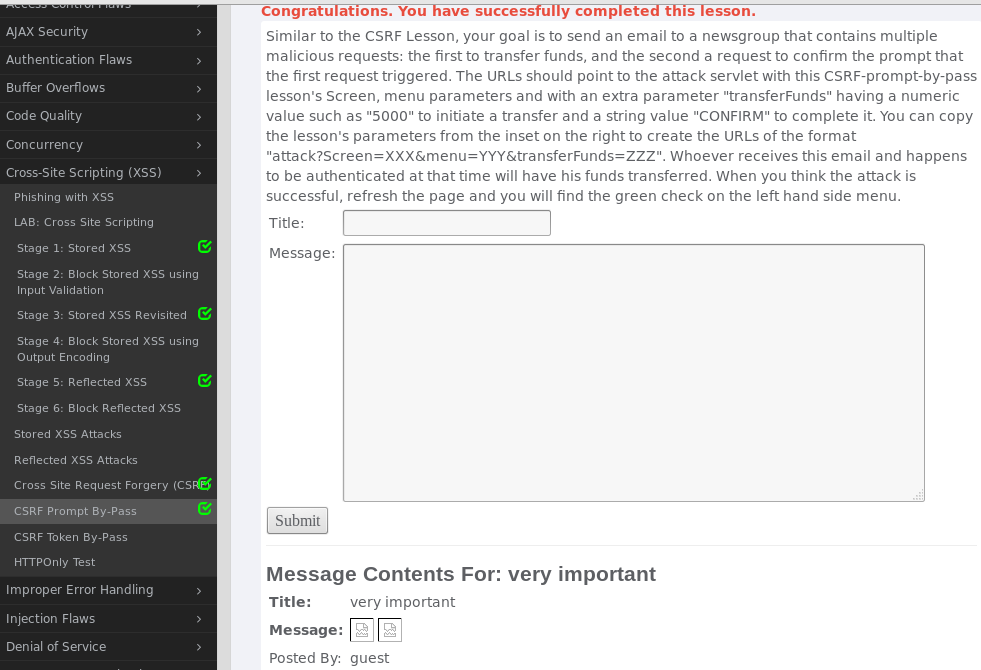 Access Control Flaws
AJAX Security
Authentication Flaws
Buffer Overflows
Code Quality
Concurrency
Cross-Site Scripting (XSS)
Phishing with XSS
LAB: Cross Site Scripting
Stage 1: Stored XSS
Stage 2: Block Stored XSS using
Input Validation
Stage 3: Stored XSS Revisited
Stage 4: Block Stored XSS using
Output Encoding
Stage 5: Reflected XSS
Stage 6: Block Reflected XSS
Stored XSS Attacks
Reflected XSS Attacks
Cross Site Request Forgery (CSRF)
CSRF Prompt By-Pass
CSRF Token By-Pass
HTTPOnly Test
Improper Error Handling
Injection Flaws
Denial of Service
Congratulations. You have successfully completed this lesson.
Similar to the CSRF Lesson, your goal is to send an email to a newsgroup that contains multiple
malicious requests: the first to transfer funds, and the second a request to confirm the prompt that
the first request triggered. The URLs should point to the attack servlet with this CSRF-prompt-by-pass
lesson's Screen, menu parameters and with an extra parameter "transferFunds" having a numeric
value such as "5000" to initiate a transfer and a string value "CONFIRM" to complete it. You can copy
the lesson's parameters from the inset on the right to create the URLs of the format
"attack?Screen=XXX&menu=YYY&transferFunds=ZZZ". Whoever receives this email and happens
to be authenticated at that time will have his funds transferred. When you think the attack is
successful, refresh the page and you will find the green check on the left hand side menu.
Title:
Message:
Submit
Message Contents For: very important
Title: very important
Message:
Posted By: guest